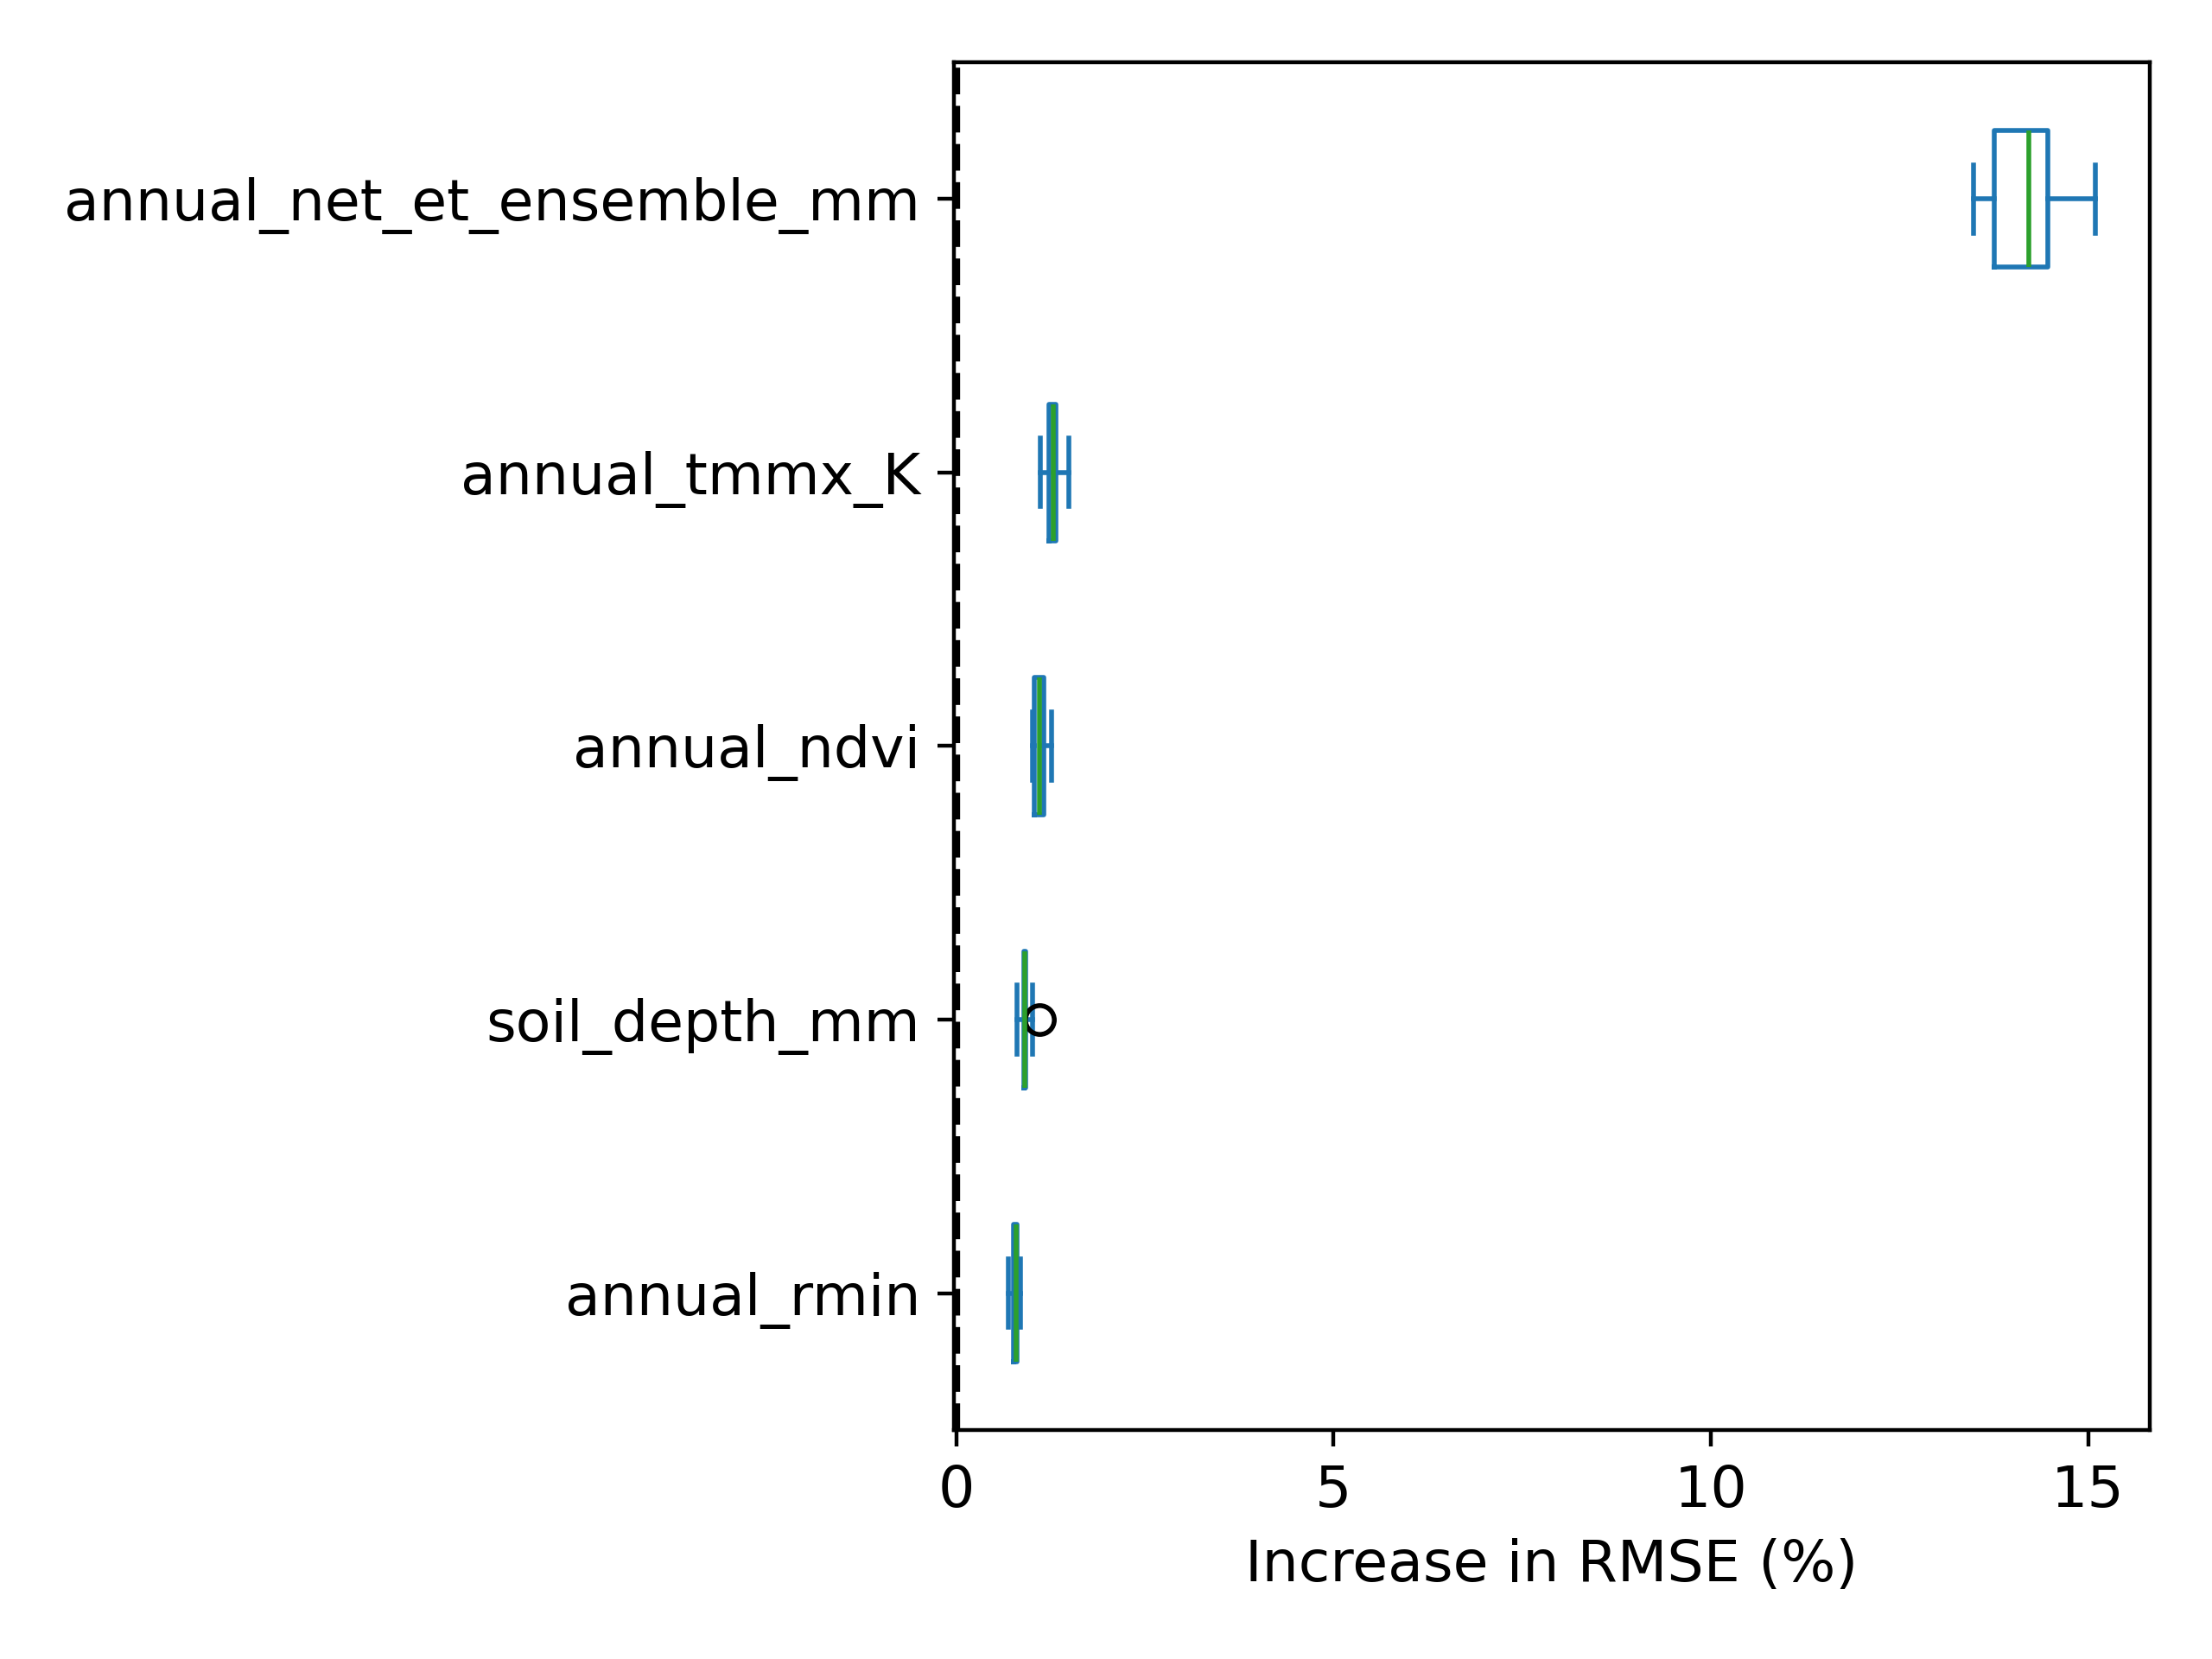 annual_net_et_ensemble_mm
annual_tmmx_K
annual_ndvi
soil_depth_mm
annual_rmin
0 5 10 15
Increase in RMSE (%)